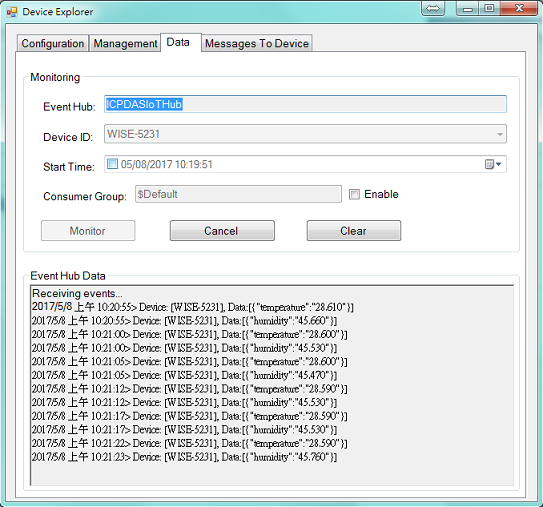 Device Explorer
Configuration Management Data Messages To Device
Monitoring
Event Hub: ICPDASIoTHub
Device ID: WISE-5231
Start Time: 05/08/2017 10:19:51
Consumer Group: $Default Enable
Monitor Cancel Clear
Event Hub Data
Receiving events...
2017/5/8 上午 10:20:55> Device: [WISE-5231], Data:[{"temperature":"28.610"}]
2017/5/8 上午 10:20:55> Device: [WISE-5231], Data:[{"humidity":"45.660"}]
2017/5/8 上午 10:21:00> Device: [WISE-5231], Data:[{"temperature":"28.600"}]
2017/5/8 上午 10:21:00> Device: [WISE-5231], Data:[{"humidity":"45.530"}]
2017/5/8 上午 10:21:05> Device: [WISE-5231], Data:[{"temperature":"28.600"}]
2017/5/8 上午 10:21:05> Device: [WISE-5231], Data:[{"humidity":"45.470"}]
2017/5/8 上午 10:21:12> Device: [WISE-5231], Data:[{"temperature":"28.590"}]
2017/5/8 上午 10:21:12> Device: [WISE-5231], Data:[{"humidity":"45.530"}]
2017/5/8 上午 10:21:17> Device: [WISE-5231], Data:[{"temperature":"28.590"}]
2017/5/8 上午 10:21:17> Device: [WISE-5231], Data:[{"humidity":"45.530"}]
2017/5/8 上午 10:21:22> Device: [WISE-5231], Data:[{"temperature":"28.590"}]
2017/5/8 上午 10:21:23> Device: [WISE-5231], Data:[{"humidity":"45.760"}]